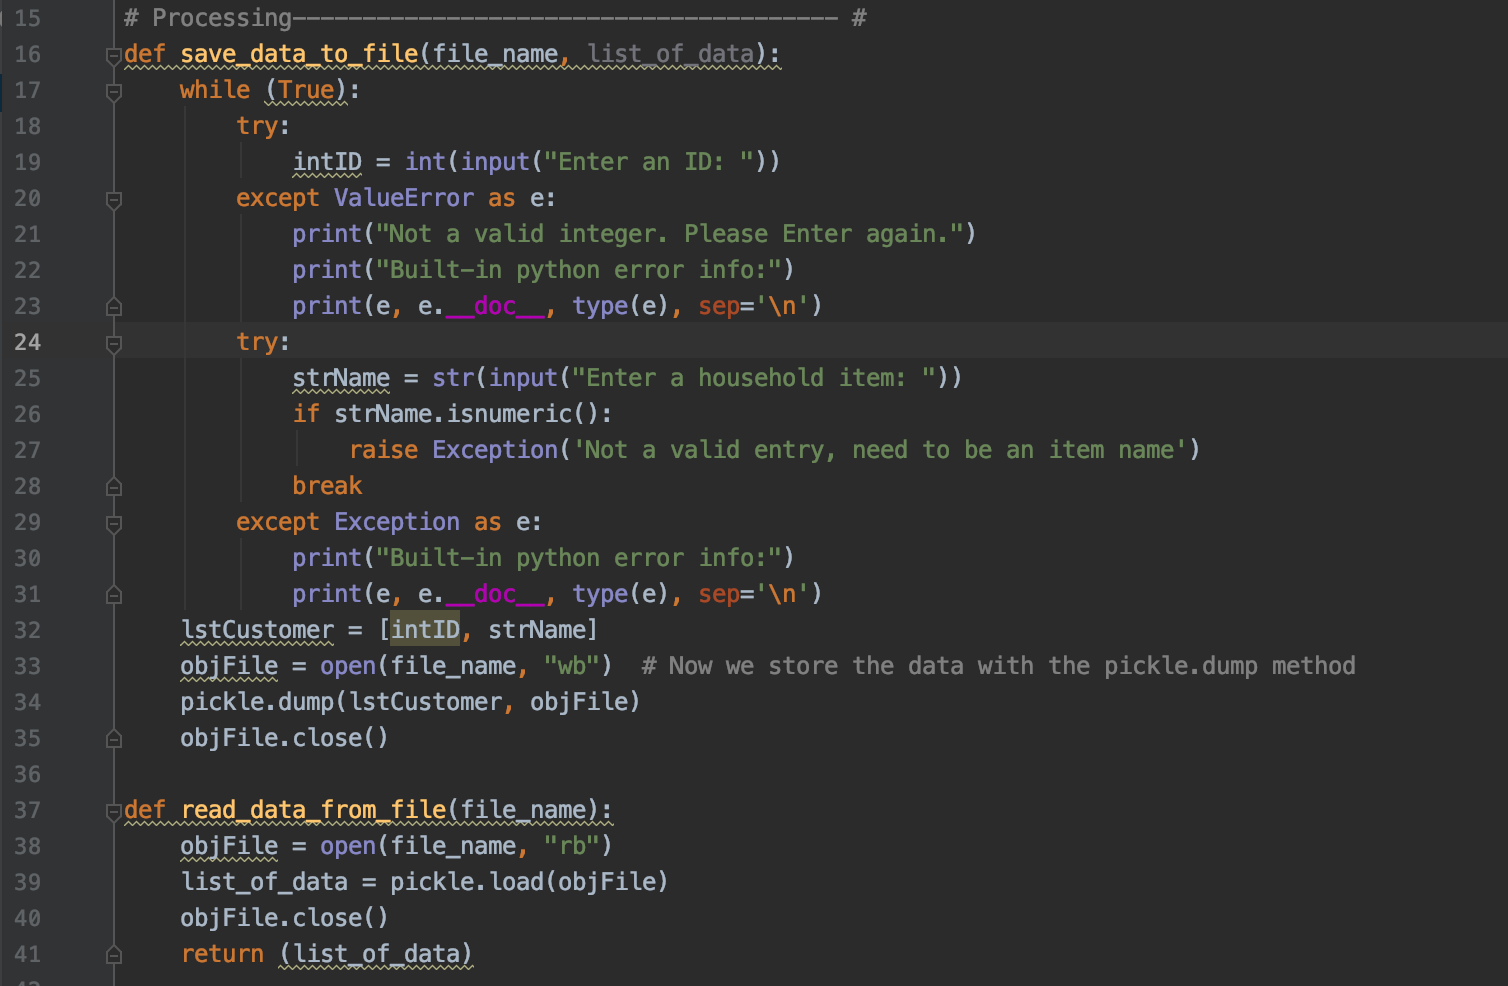 15 # Processing--------------------------------------- #
16 def save_data_to_file(file_name, list_of_data):
17     while (True):
18         try:
19             intID = int(input("Enter an ID: "))
20         except ValueError as e:
21             print("Not a valid integer. Please Enter again.")
22             print("Built-in python error info:")
23             print(e, e.__doc__, type(e), sep='\n')
24         try:
25             strName = str(input("Enter a household item: "))
26             if strName.isnumeric():
27                 raise Exception('Not a valid entry, need to be an item name')
28             break
29         except Exception as e:
30             print("Built-in python error info:")
31             print(e, e.__doc__, type(e), sep='\n')
32     lstCustomer = [intID, strName]
33     objFile = open(file_name, "wb")  # Now we store the data with the pickle.dump method
34     pickle.dump(lstCustomer, objFile)
35     objFile.close()
36
37 def read_data_from_file(file_name):
38     objFile = open(file_name, "rb")
39     list_of_data = pickle.load(objFile)
40     objFile.close()
41     return (list_of_data)